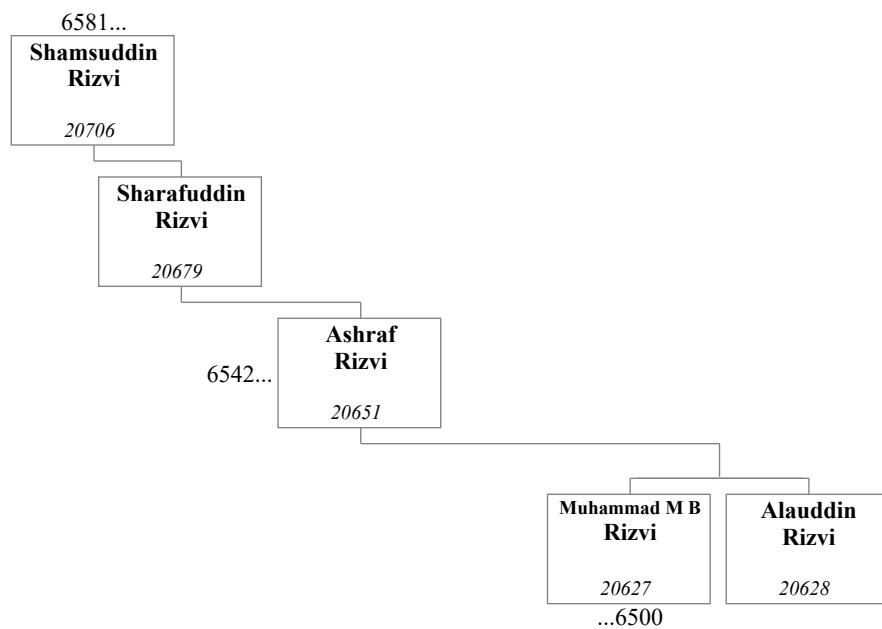 6581...
Shamsuddin
Rizvi
20706
Sharafuddin
Rizvi
20679
Ashraf
Rizvi
6542...
20651
Muhammad M B
Rizvi
20627
...6500
Alauddin
Rizvi
20628